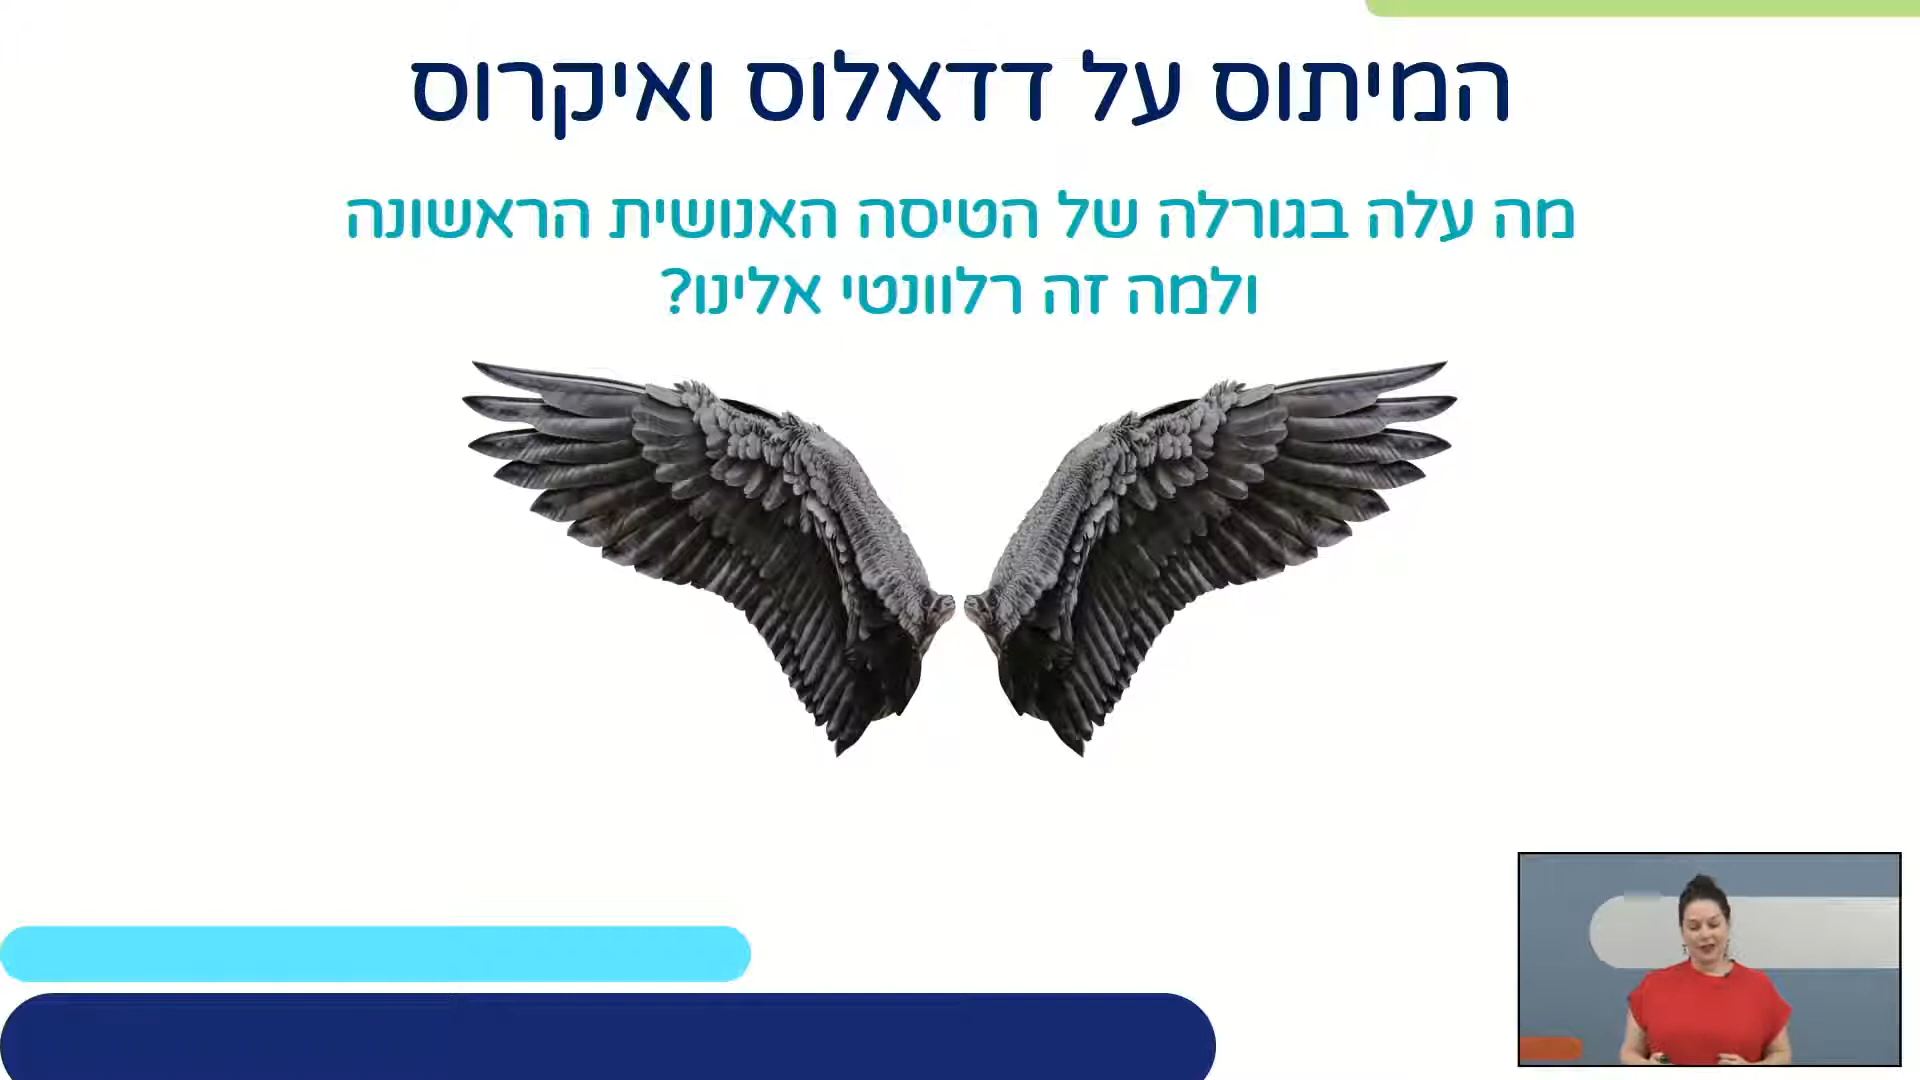 המיתוס על דדאלוס ואיקרוס
מה עלה בגורלה של הטיסה האנושית הראשונה
ולמה זה רלוונטי אלינו?